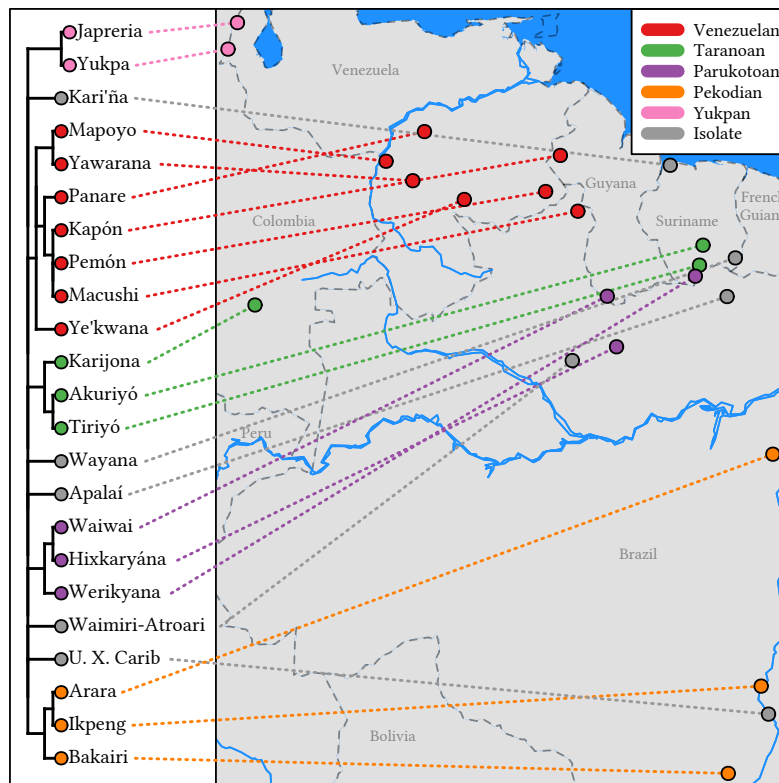 Japreria
Yukpa
Kari'ña
Mapoyo
Yawarana
Panare
Kapón
Pemón
Macushi
Ye'kwana
Karijona
Akuriyó
Tiriyó
Wayana
Apalaí
Waiwai
Hixkaryána
Werikyana
Waimiri-Atroari
U. X. Carib
Arara
Ikpeng
Bakairi
Venezuelan
Taranoan
Parukotoan
Pekodian
Yukpan
Isolate
Venezuela
Guyana
French
Guian
Suriname
Colombia
Peru
Brazil
Bolivia